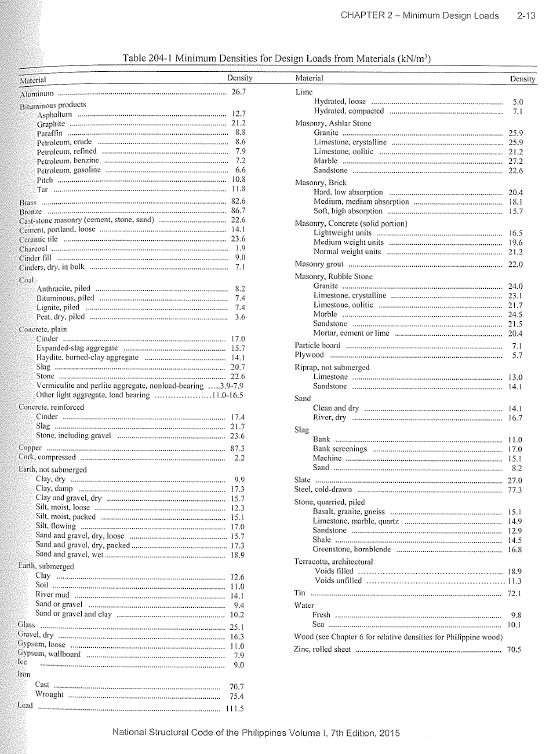 CHAPTER 2 – Minimum Design Loads 2-13
Table 204-1 Minimum Densities for Design Loads from Materials (kN/m³)
Material Density
Aluminum 26.7
Bituminous products
Asphaltum 12.7
Graphite 21.2
Paraffin 8.8
Petroleum, crude 8.6
Petroleum, refined 7.9
Petroleum, benzine 7.2
Petroleum, gasoline 6.6
Pitch 10.8
Tar 11.8
Brass 82.6
Bronze 86.7
Cast-stone masonry (cement, stone, sand) 22.6
Cement, portland, loose 14.1
Ceramic tile 23.6
Charcoal 1.9
Cinder fill 9.0
Cinders, dry, in bulk 7.1
Coal
Anthracite, piled 8.2
Bituminous, piled 7.4
Lignite, piled 7.4
Peat, dry, piled 3.6
Concrete, plain
Cinder 17.0
Expanded-slag aggregate 15.7
Haydite, burned-clay aggregate 14.1
Slag 20.7
Stone 22.6
Vermiculite and perlite aggregate, nonload-bearing ....3.9-7.9
Other light aggregate, load bearing 11.0-16.5
Concrete, reinforced
Cinder 17.4
Slag 21.7
Stone, including gravel 23.6
Copper 87.3
Cork, compressed 2.2
Earth, not submerged
Clay, dry 9.9
Clay, damp 17.3
Clay and gravel, dry 15.7
Silt, moist, loose 12.3
Silt, moist, packed 15.1
Silt, flowing 17.0
Sand and gravel, dry, loose 15.7
Sand and gravel, dry, packed 17.3
Sand and gravel, wet 18.9
Earth, submerged
Clay 12.6
Soil 11.0
River mud 14.1
Sand or gravel 9.4
Sand or gravel and clay 10.2
Glass 25.1
Gravel, dry 16.3
Gypsum, loose 11.0
Gypsum, wallboard 7.9
Ice 9.0
Iron
Cast 70.7
Wrought 75.4
Lead 111.5
Material Density
Lime
Hydrated, loose 5.0
Hydrated, compacted 7.1
Masonry, Ashlar Stone
Granite 25.9
Limestone, crystalline 25.9
Limestone, oolitic 21.2
Marble 27.2
Sandstone 22.6
Masonry, Brick
Hard, low absorption 20.4
Medium, medium absorption 18.1
Soft, high absorption 15.7
Masonry, Concrete (solid portion)
Lightweight units 16.5
Medium weight units 19.6
Normal weight units 21.2
Masonry grout 22.0
Masonry, Rubble Stone
Granite 24.0
Limestone, crystalline 23.1
Limestone, oolitic 21.7
Marble 24.5
Sandstone 21.5
Mortar, cement or lime 20.4
Particle board 7.1
Plywood 5.7
Riprap, not submerged
Limestone 13.0
Sandstone 14.1
Sand
Clean and dry 14.1
River, dry 16.7
Slag
Bank 11.0
Bank screenings 17.0
Machine 15.1
Sand 8.2
Slate 27.0
Steel, cold-drawn 77.3
Stone, quarried, piled
Basalt, granite, gneiss 15.1
Limestone, marble, quartz 14.9
Sandstone 12.9
Shale 14.5
Greenstone, hornblende 16.8
Terracotta, architectural
Voids filled 18.9
Voids unfilled 11.3
Tin 72.1
Water
Fresh 9.8
Sea 10.1
Wood (see Chapter 6 for relative densities for Philippine wood)
Zinc, rolled sheet 70.5
National Structural Code of the Philippines Volume I, 7th Edition, 2015